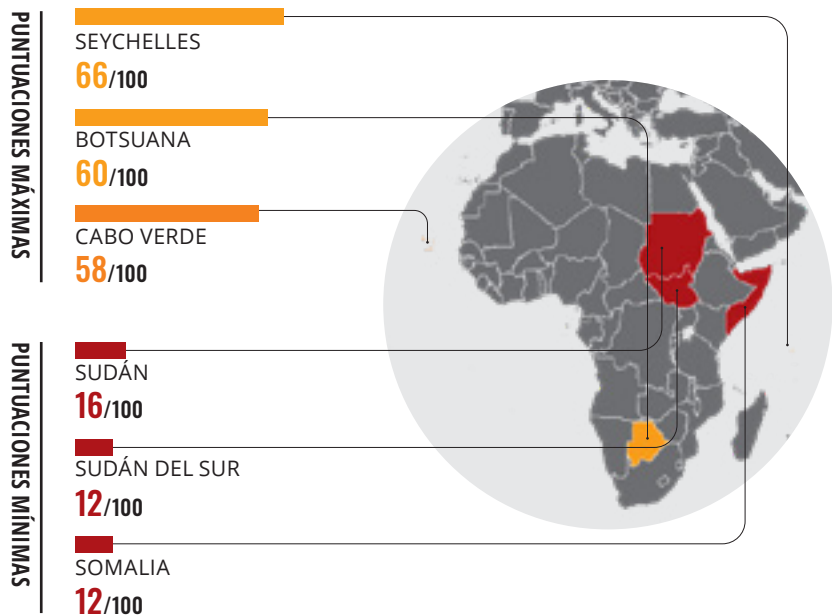 PUNTUACIONES MÁXIMAS
SEYCHELLES
66/100
BOTSUANA
60/100
CABO VERDE
58/100
PUNTUACIONES MÍNIMAS
SUDÁN
16/100
SUDÁN DEL SUR
12/100
SOMALIA
12/100